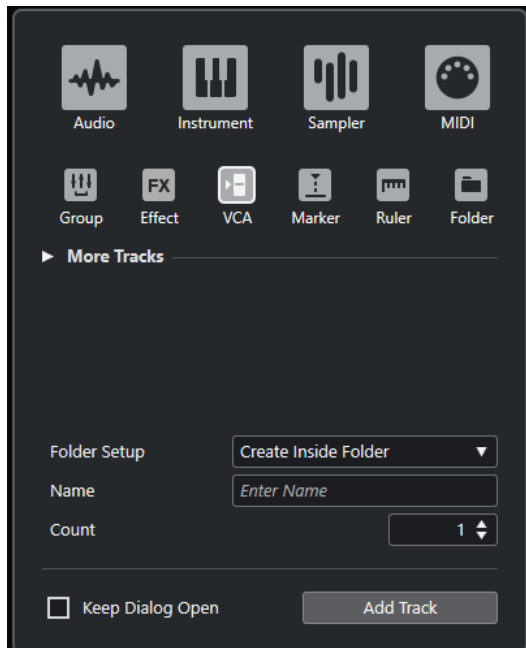 Audio Instrument Sampler MIDI
FX
Group Effect VCA Marker Ruler Folder
More Tracks
Folder Setup Create Inside Folder
Name Enter Name
Count 1
Keep Dialog Open Add Track